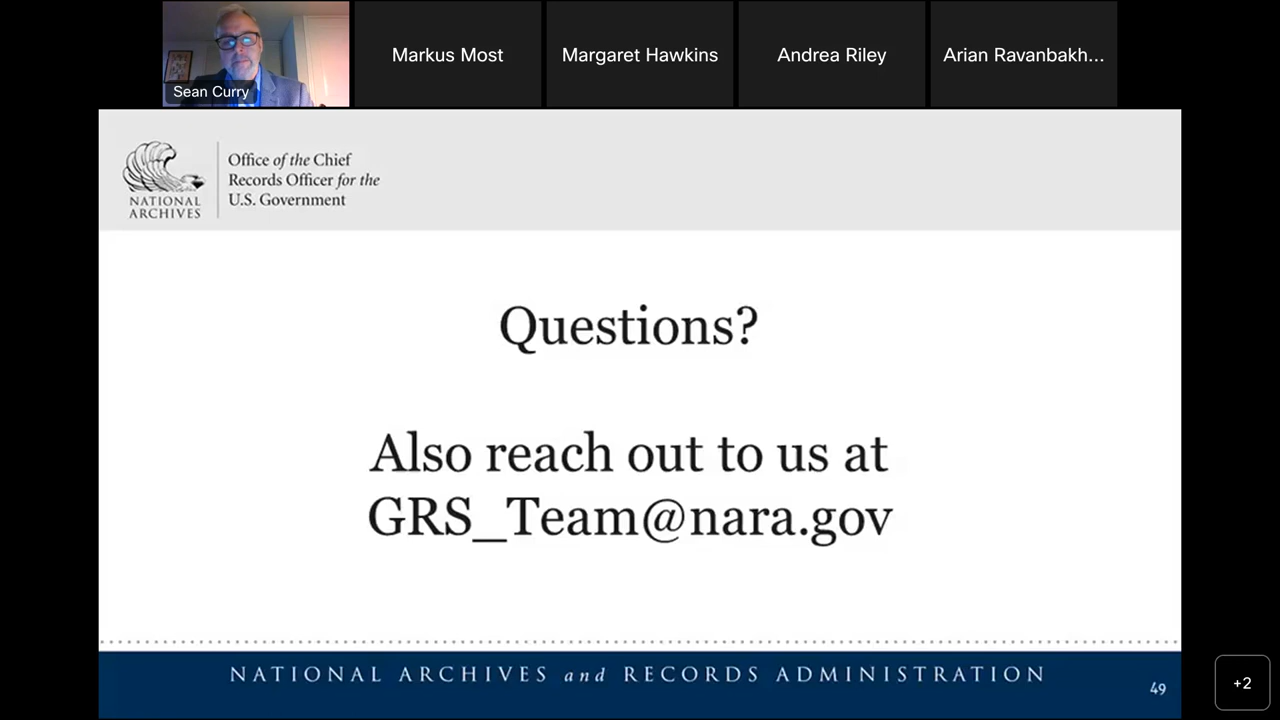 Sean Curry
Markus Most
Margaret Hawkins
Andrea Riley
Arian Ravanbakh...
NATIONAL
ARCHIVES
Office of the Chief
Records Officer for the
U.S. Government
Questions?
Also reach out to us at
GRS_Team@nara.gov
NATIONAL ARCHIVES and RECORDS ADMINISTRATION
49
+2